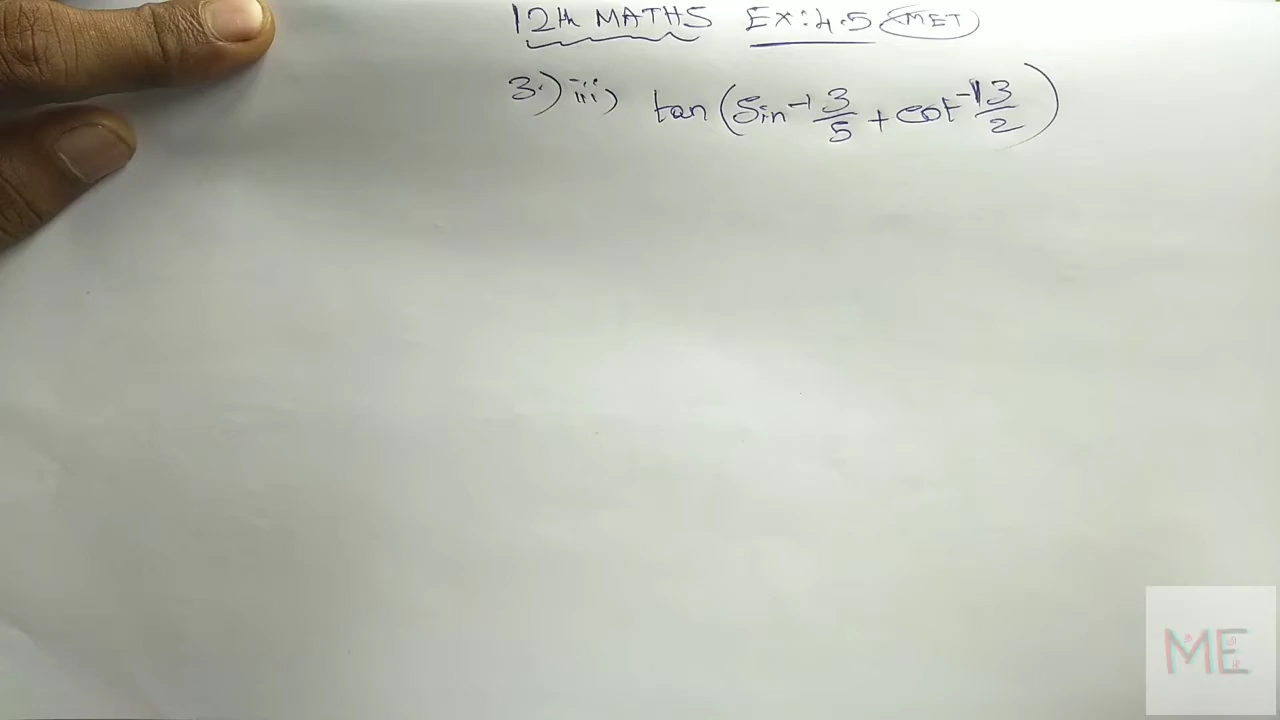 12th MATHS EX: 4.5 MET
3.) iii) tan (Sin⁻¹ 3/5 + cot⁻¹ 3/2)
ME